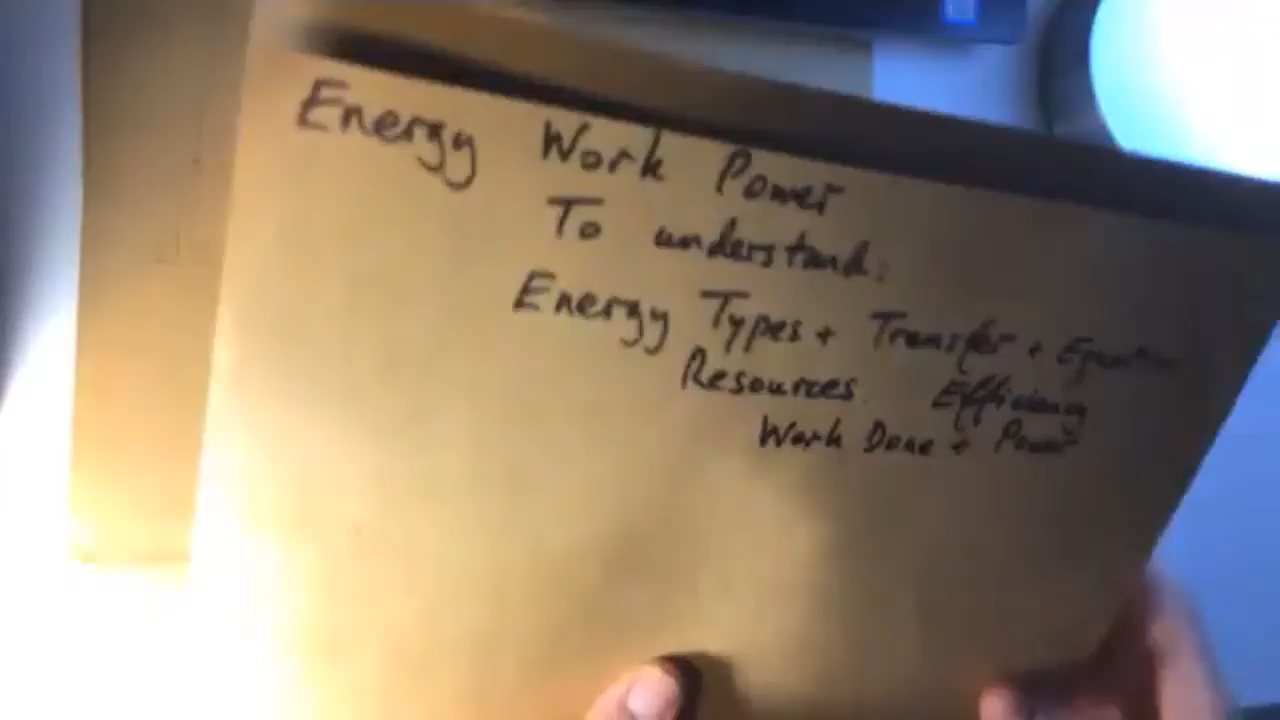 Energy Work Power
To understand:
Energy Types + Transfer +
Resources. Efficiency
Work Done + Power